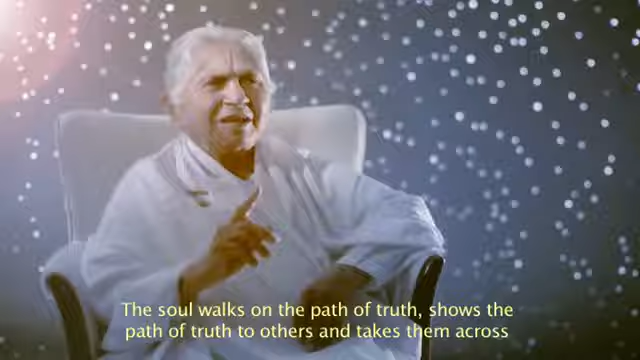 The soul walks on the path of truth, shows the
path of truth to others and takes them across